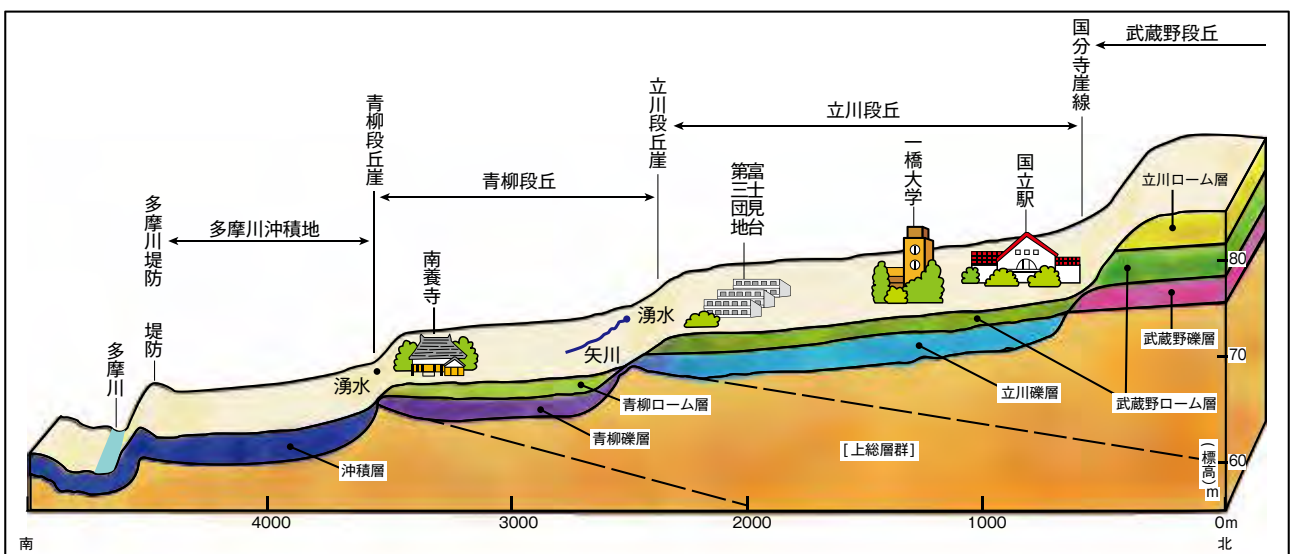 武蔵野段丘
国分寺崖線
立川段丘
立川段丘崖
青柳段丘
青柳段丘崖
多摩川沖積地
多摩川堤防
堤防
多摩川
南養寺
湧水
矢川
湧水
富士見台
第三団地
一橋大学
国立駅
立川ローム層
武蔵野礫層
武蔵野ローム層
立川礫層
青柳ローム層
青柳礫層
沖積層
[上総層群]
80
70
60
(標高)m
4000
3000
2000
1000
0m
南
北